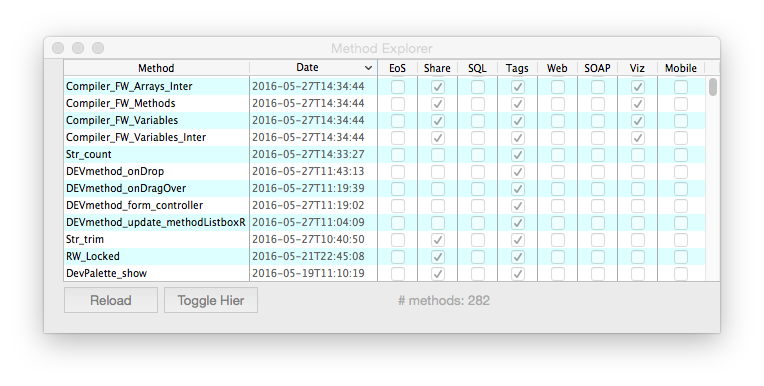 Method Explorer
Method Date EoS Share SQL Tags Web SOAP Viz Mobile
Compiler_FW_Arrays_Inter 2016-05-27T14:34:44
Compiler_FW_Methods 2016-05-27T14:34:44
Compiler_FW_Variables 2016-05-27T14:34:44
Compiler_FW_Variables_Inter 2016-05-27T14:34:44
Str_count 2016-05-27T14:33:27
DEVmethod_onDrop 2016-05-27T11:43:13
DEVmethod_onDragOver 2016-05-27T11:19:39
DEVmethod_form_controller 2016-05-27T11:19:02
DEVmethod_update_methodListboxR 2016-05-27T11:04:09
Str_trim 2016-05-27T10:40:50
RW_Locked 2016-05-21T22:45:08
DevPalette_show 2016-05-19T11:10:19
Reload Toggle Hier # methods: 282